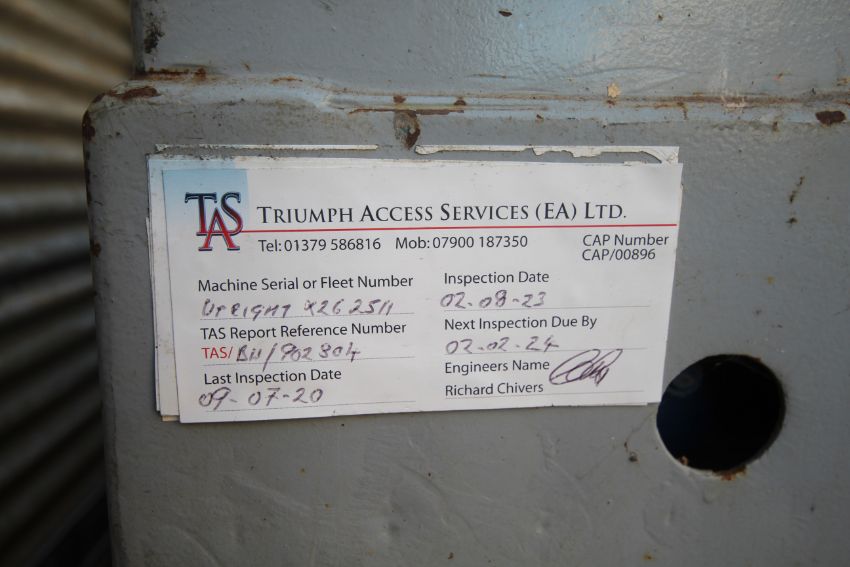 TAS TRIUMPH ACCESS SERVICES (EA) LTD.
Tel: 01379 586816 Mob: 07900 187350
CAP Number
CAP/00896
Machine Serial or Fleet Number
UPRIGHT X26 2511
TAS Report Reference Number
TAS/ BH/902804
Last Inspection Date
09-07-20
Inspection Date
02-08-23
Next Inspection Due By
02-02-24
Engineers Name
Richard Chivers